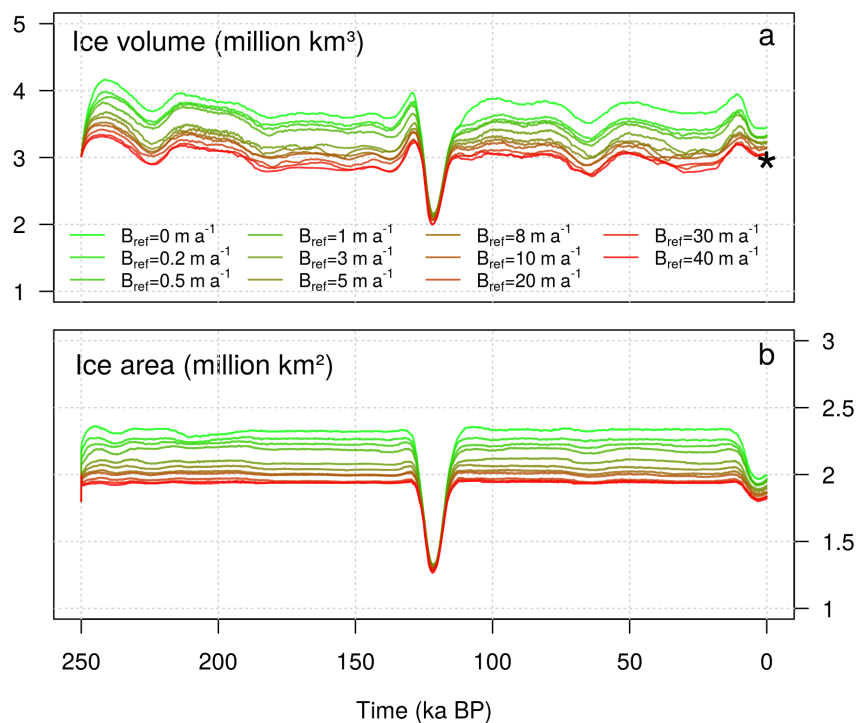 5
Ice volume (million km³)
a
4
3
*
2
B_ref=0 m a⁻¹ B_ref=1 m a⁻¹ B_ref=8 m a⁻¹ B_ref=30 m a⁻¹
B_ref=0.2 m a⁻¹ B_ref=3 m a⁻¹ B_ref=10 m a⁻¹ B_ref=40 m a⁻¹
B_ref=0.5 m a⁻¹ B_ref=5 m a⁻¹ B_ref=20 m a⁻¹
1
Ice area (million km²)
b
3
2.5
2
1.5
1
250 200 150 100 50 0
Time (ka BP)